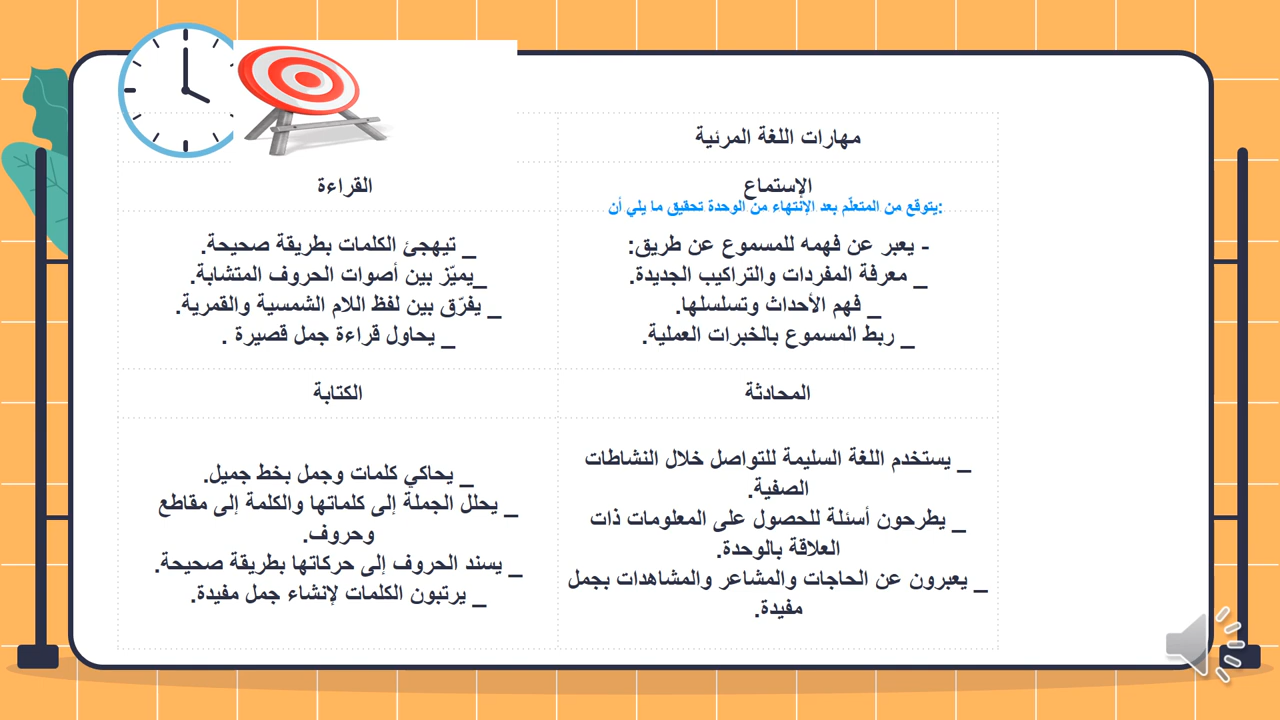 مهارات اللغة المرئية
الإستماع
يتوقع من المتعلّم بعد الإنتهاء من الوحدة تحقيق ما يلي أن:
- يعبر عن فهمه للمسموع عن طريق:
_ معرفة المفردات والتراكيب الجديدة.
_ فهم الأحداث وتسلسلها.
_ ربط المسموع بالخبرات العملية.
القراءة
_ تيهجئ الكلمات بطريقة صحيحة.
_يميّز بين أصوات الحروف المتشابة.
_ يفرّق بين لفظ اللام الشمسية والقمرية.
_ يحاول قراءة جمل قصيرة .
المحادثة
_ يستخدم اللغة السليمة للتواصل خلال النشاطات
الصفية.
_ يطرحون أسئلة للحصول على المعلومات ذات
العلاقة بالوحدة.
_ يعبرون عن الحاجات والمشاعر والمشاهدات بجمل
مفيدة.
الكتابة
_ يحاكي كلمات وجمل بخط جميل.
_ يحلل الجملة إلى كلماتها والكلمة إلى مقاطع
وحروف.
_ يسند الحروف إلى حركاتها بطريقة صحيحة.
_ يرتبون الكلمات لإنشاء جمل مفيدة.